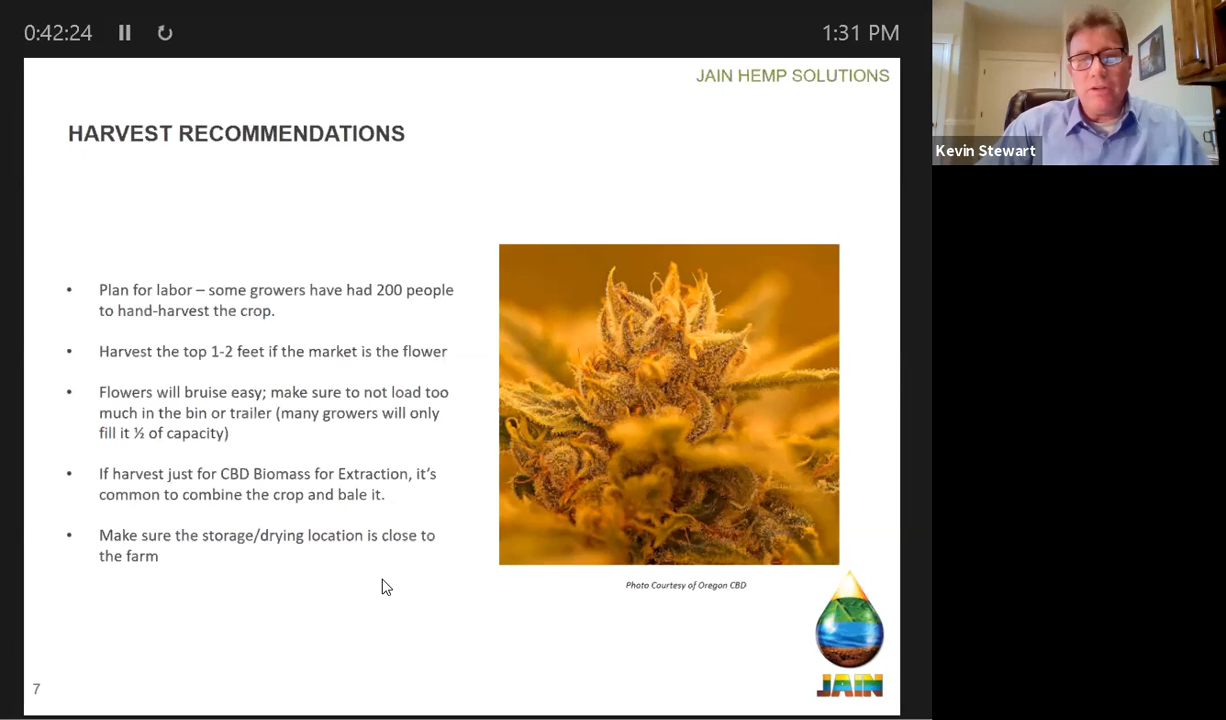 0:42:24
1:31 PM
JAIN HEMP SOLUTIONS
HARVEST RECOMMENDATIONS
Kevin Stewart
• Plan for labor – some growers have had 200 people
to hand-harvest the crop.
• Harvest the top 1-2 feet if the market is the flower
• Flowers will bruise easy; make sure to not load too
much in the bin or trailer (many growers will only
fill it ½ of capacity)
• If harvest just for CBD Biomass for Extraction, it's
common to combine the crop and bale it.
• Make sure the storage/drying location is close to
the farm
Photo Courtesy of Oregon CBD
JAIN
7